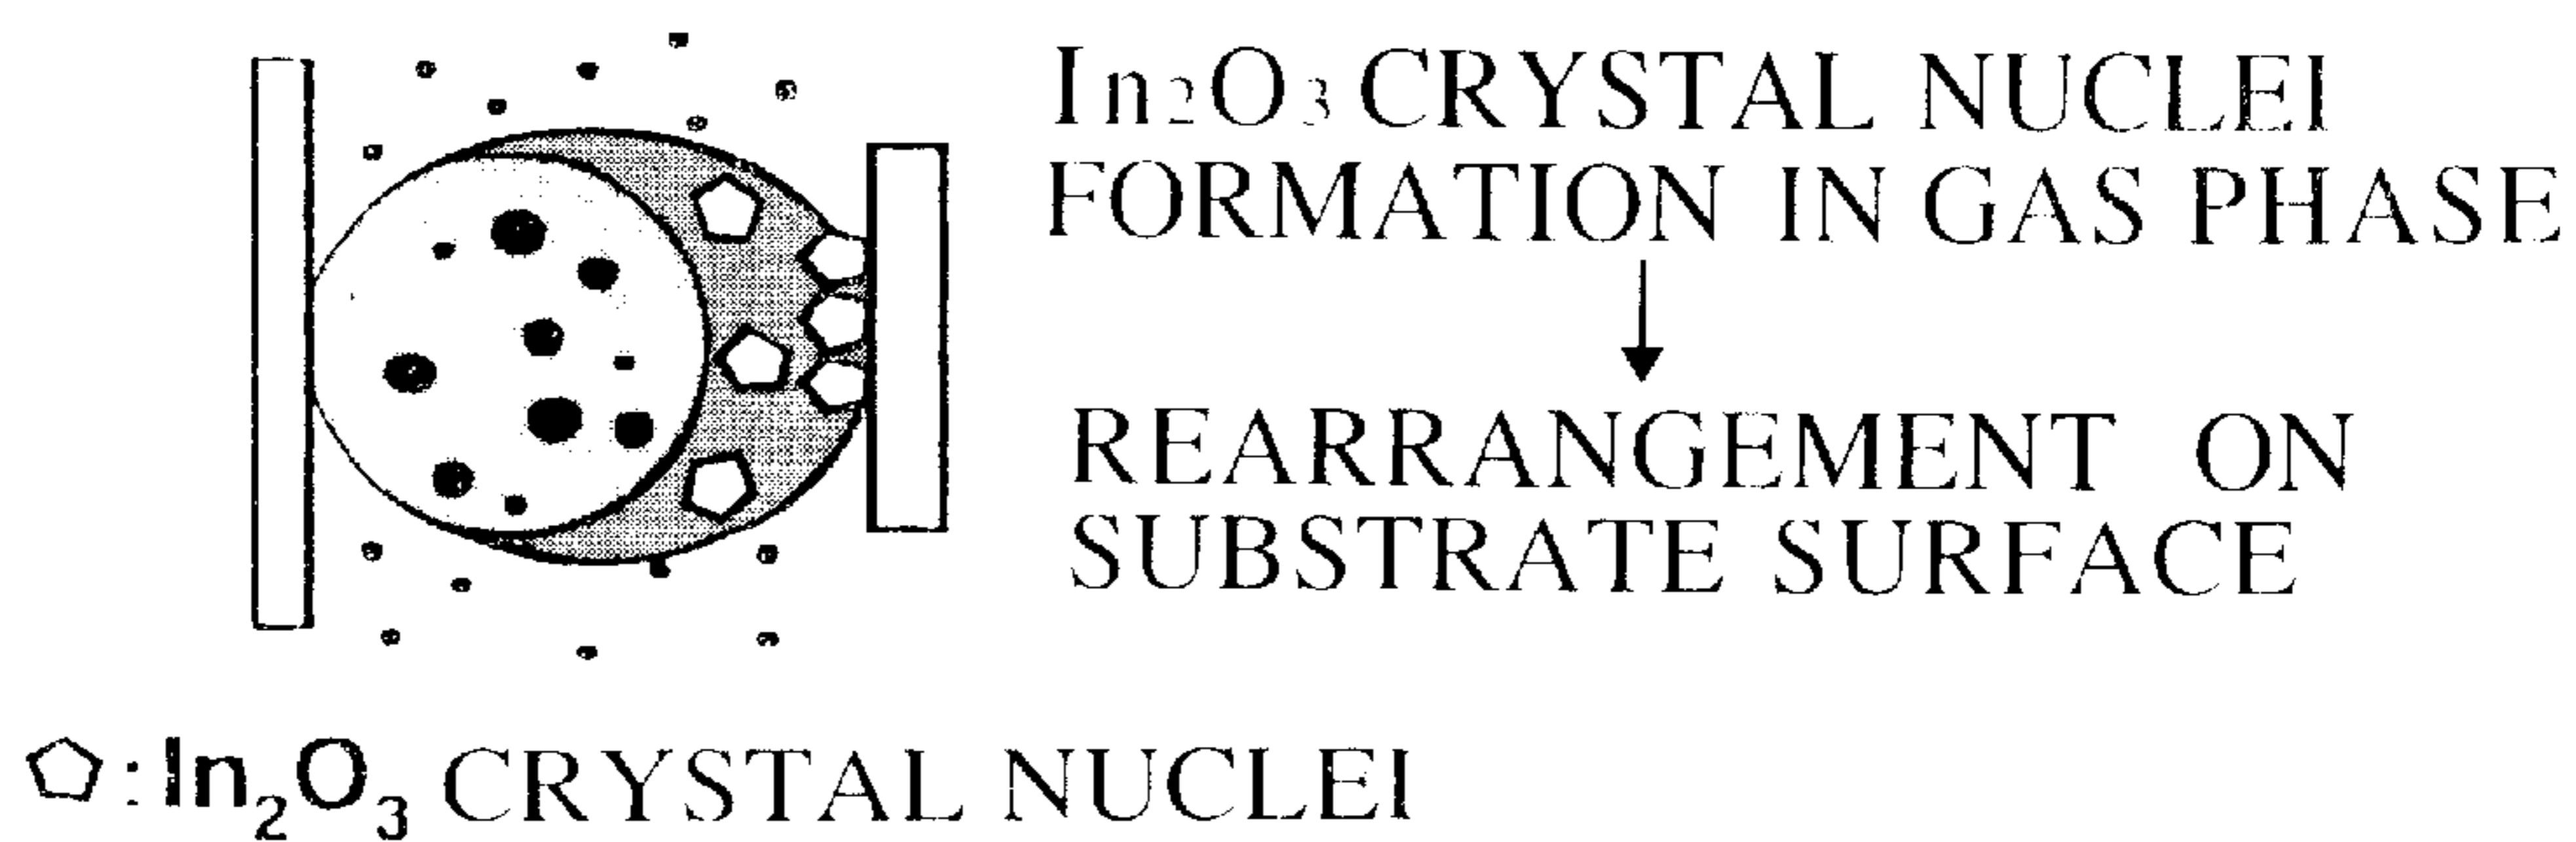 In₂O₃ CRYSTAL NUCLEI
FORMATION IN GAS PHASE
REARRANGEMENT ON
SUBSTRATE SURFACE
: In₂O₃ CRYSTAL NUCLEI